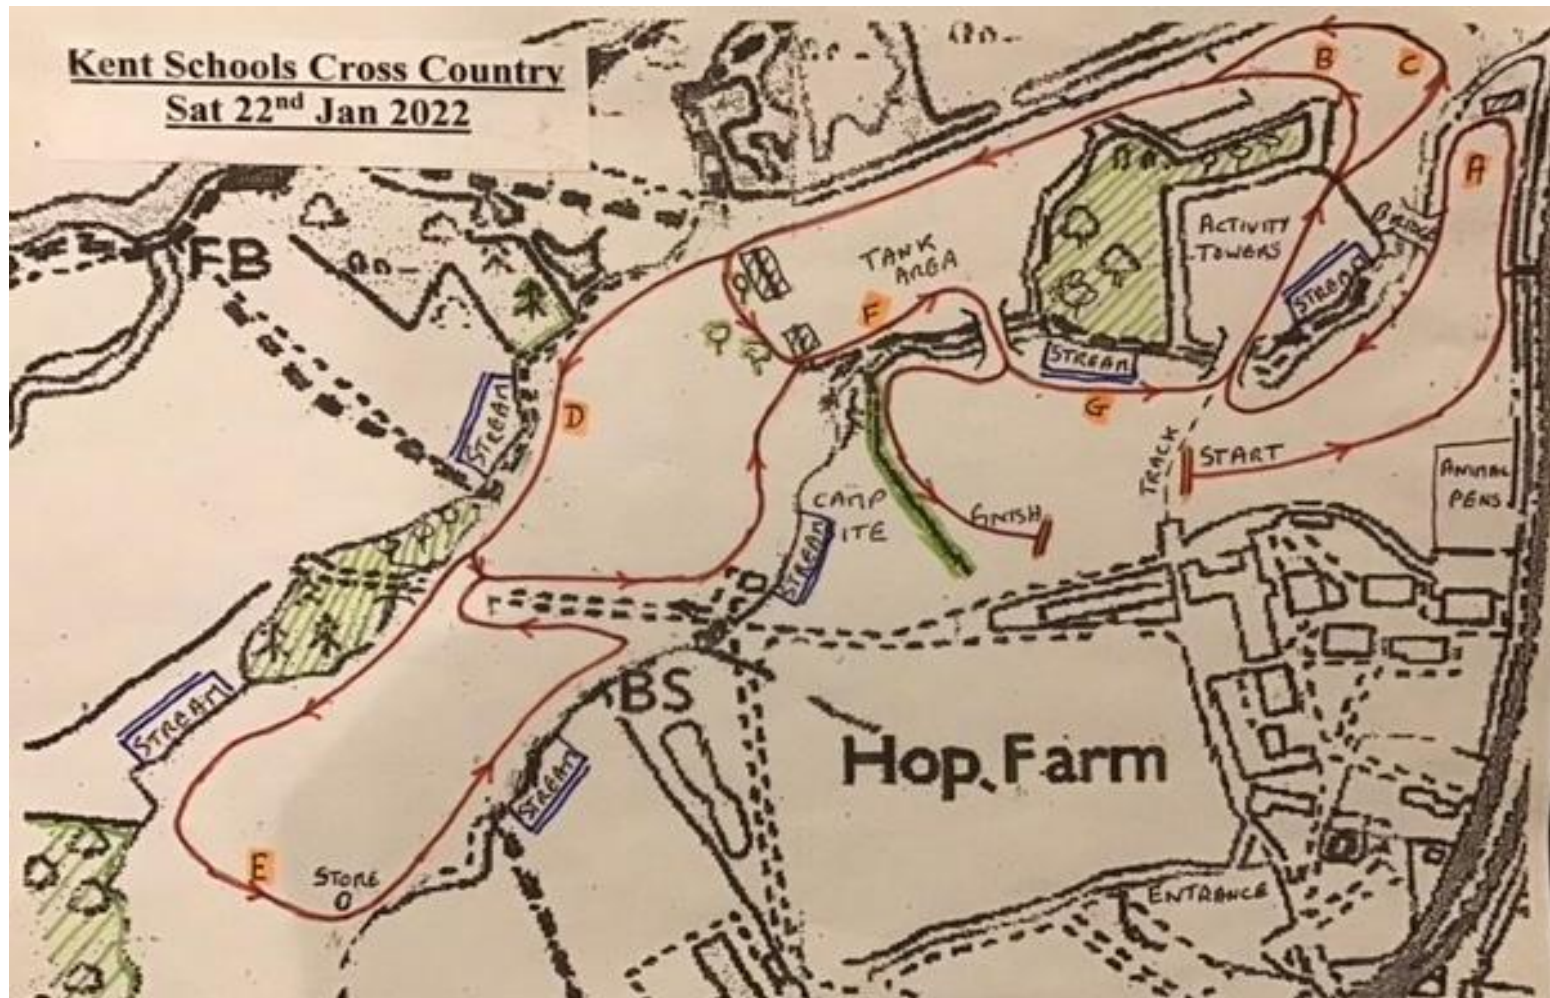 Kent Schools Cross Country
Sat 22nd Jan 2022
B
C
A
FB
TANK
AREA
ACTIVITY
TOWERS
BRIDGE
STREAM
F
STREAM
D
STREAM
G
TRACK
START
ANIMAL
PENS
CAMP
SITE
STREAM
FINISH
STREAM
BS
STREAM
Hop Farm
E
STORE
ENTRANCE